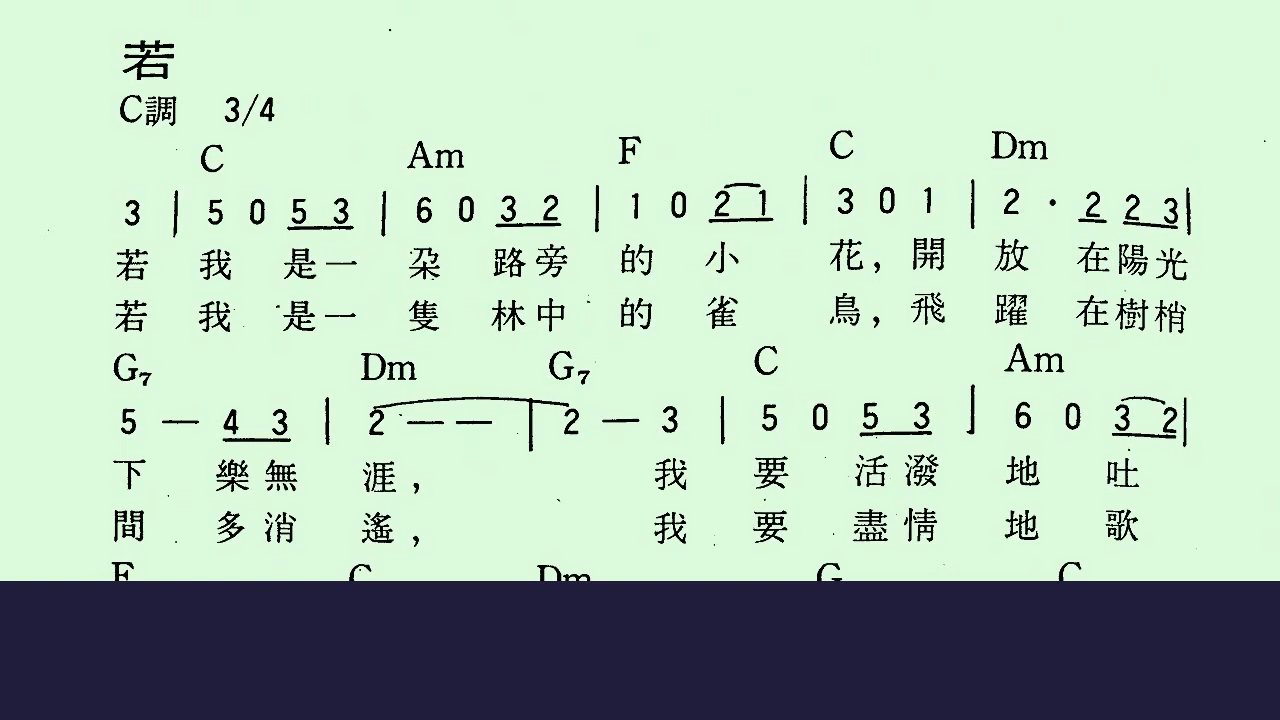 若
C調 3/4
C Am F C Dm
3 | 5 0 5 3 | 6 0 3 2 | 1 0 2 1 | 3 0 1 | 2 · 2 2 3 |
若 我 是一 朶 路旁 的 小 花, 開 放 在陽光
若 我 是一 隻 林中 的 雀 鳥, 飛 躍 在樹梢
G7 Dm G7 C Am
5 — 4 3 | 2 — — | 2 — 3 | 5 0 5 3 | 6 0 3 2 |
下 樂無 涯, 我 要 活潑 地 吐
間 多消 遙, 我 要 盡情 地 歌
F C Dm G C